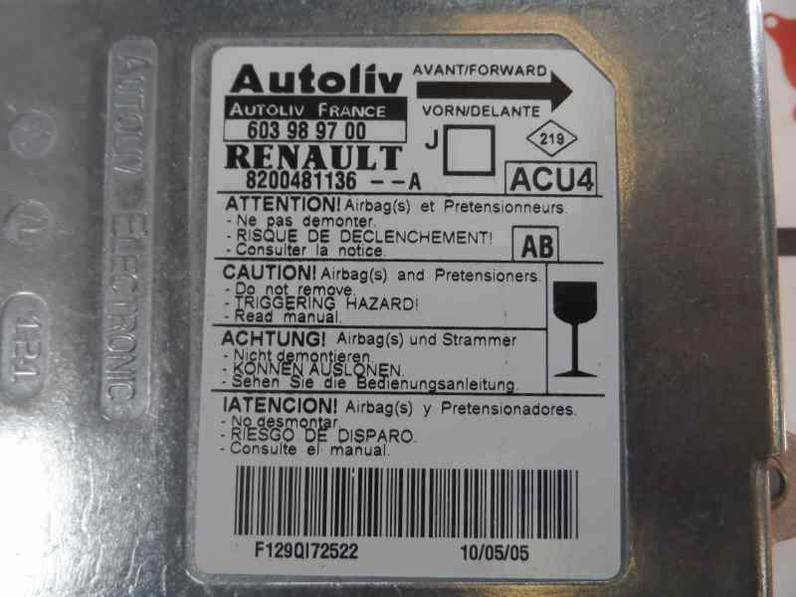 Autoliv
AVANT/FORWARD
AUTOLIV FRANCE
VORN/DELANTE
603 98 97 00
J
219
RENAULT
8200481136 --A
ACU4
ATTENTION! Airbag(s) et Pretensionneurs.
- Ne pas demonter.
- RISQUE DE DECLENCHEMENT!
- Consulter la notice.
AB
CAUTION! Airbag(s) and Pretensioners.
- Do not remove.
- TRIGGERING HAZARD!
- Read manual.
ACHTUNG! Airbag(s) und Strammer
- Nicht demontieren.
- KONNEN AUSLONEN.
- Sehen Sie die Bedienungsanleitung.
IATENCION! Airbag(s) y Pretensionadores.
- No desmontar.
- RIESGO DE DISPARO.
- Consulte el manual.
F129QI72522
10/05/05
AUTOLIV ELECTRONIC
121